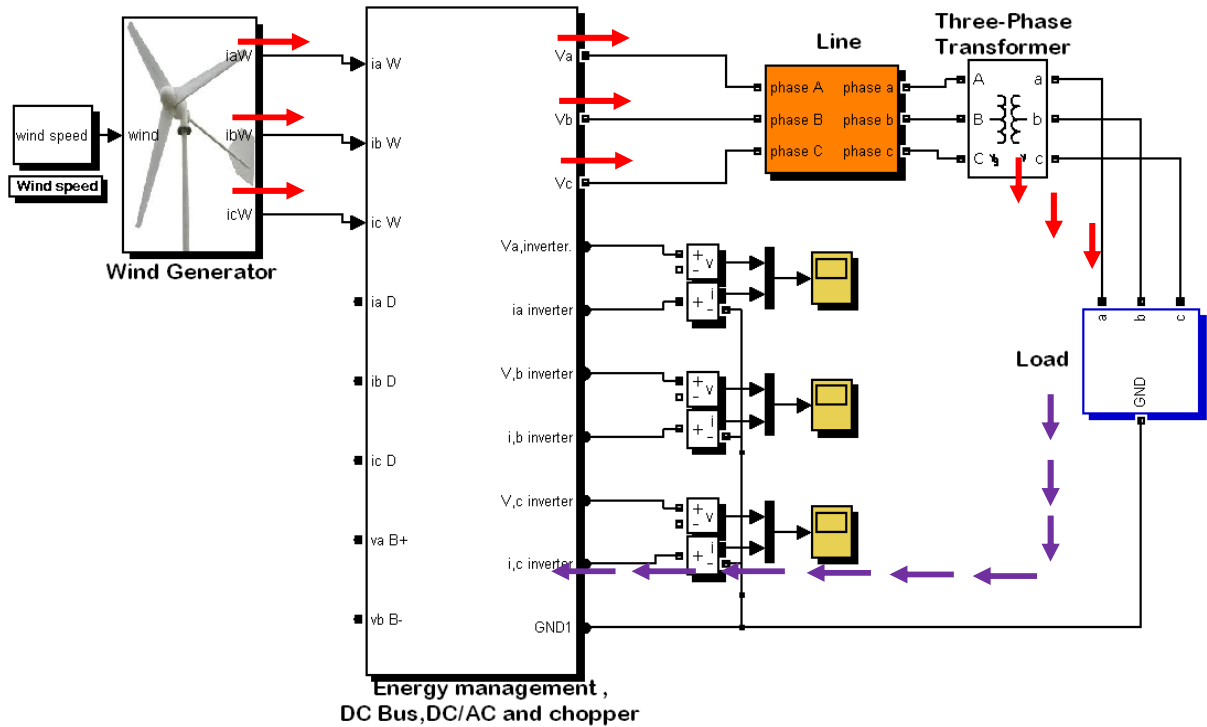 wind speed
Wind speed
wind
iaW
ibW
icW
Wind Generator
ia W
ib W
ic W
ia D
ib D
ic D
va B+
vb B-
Va
Vb
Vc
Va,inverter.
ia inverter
V,b inverter
i,b inverter
V,c inverter
i,c inverter
GND1
Energy management ,
DC Bus,DC/AC and chopper
+
-
v
i
+
-
+
-
v
i
+
-
+
-
v
i
+
-
Line
phase A
phase B
phase C
phase a
phase b
phase c
Three-Phase
Transformer
A
B
C
a
b
c
Load
a
b
c
GND